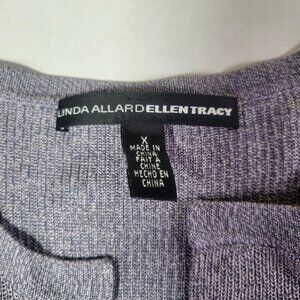 LINDA ALLARD ELLEN TRACY
X
MADE IN
CHINA
FAIT A
CHINE
HECHO EN
CHINA